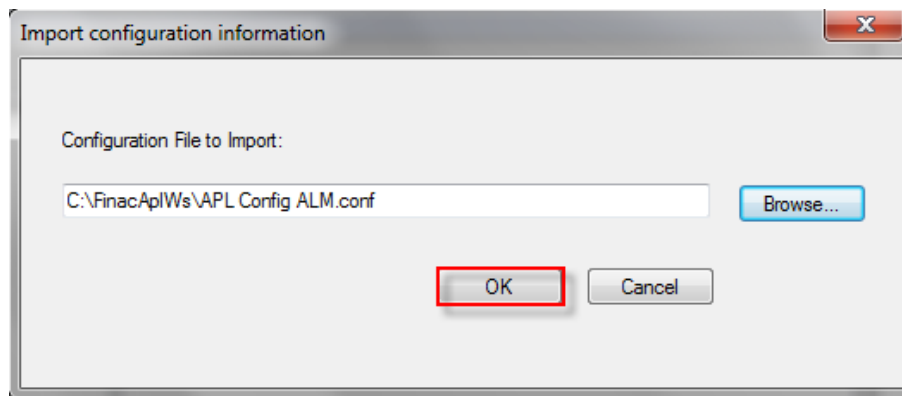 Import configuration information
Configuration File to Import:
C:\FinacAplWs\APL Config ALM.conf
Browse...
OK
Cancel